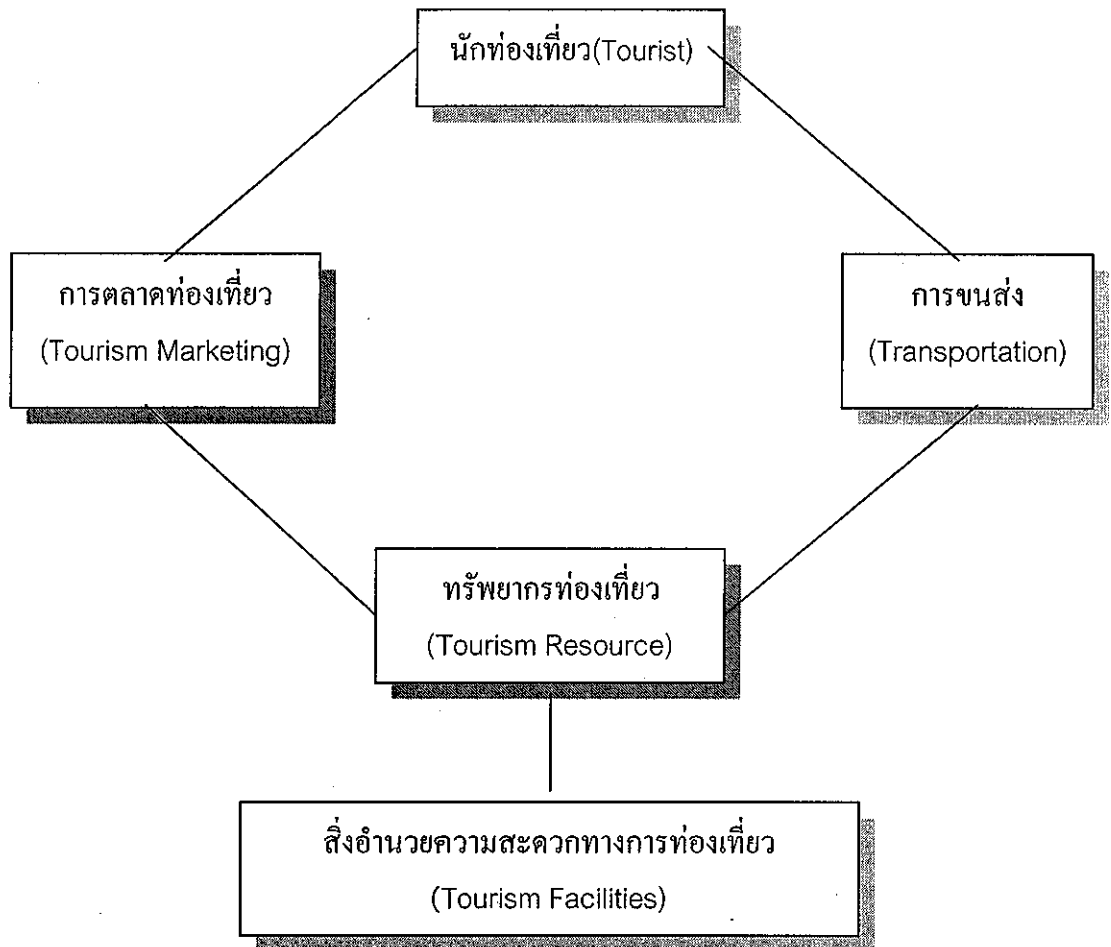 นักท่องเที่ยว(Tourist)
การตลาดท่องเที่ยว
(Tourism Marketing)
การขนส่ง
(Transportation)
ทรัพยากรท่องเที่ยว
(Tourism Resource)
สิ่งอำนวยความสะดวกทางการท่องเที่ยว
(Tourism Facilities)